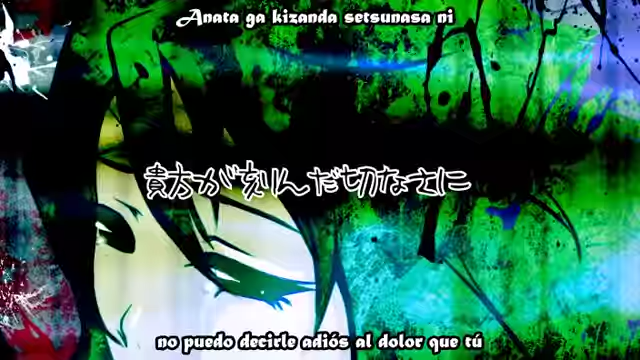 Anata ga kizanda setsunasa ni
貴方が刻んだ切なさに
no puedo decirle adiós al dolor que tú